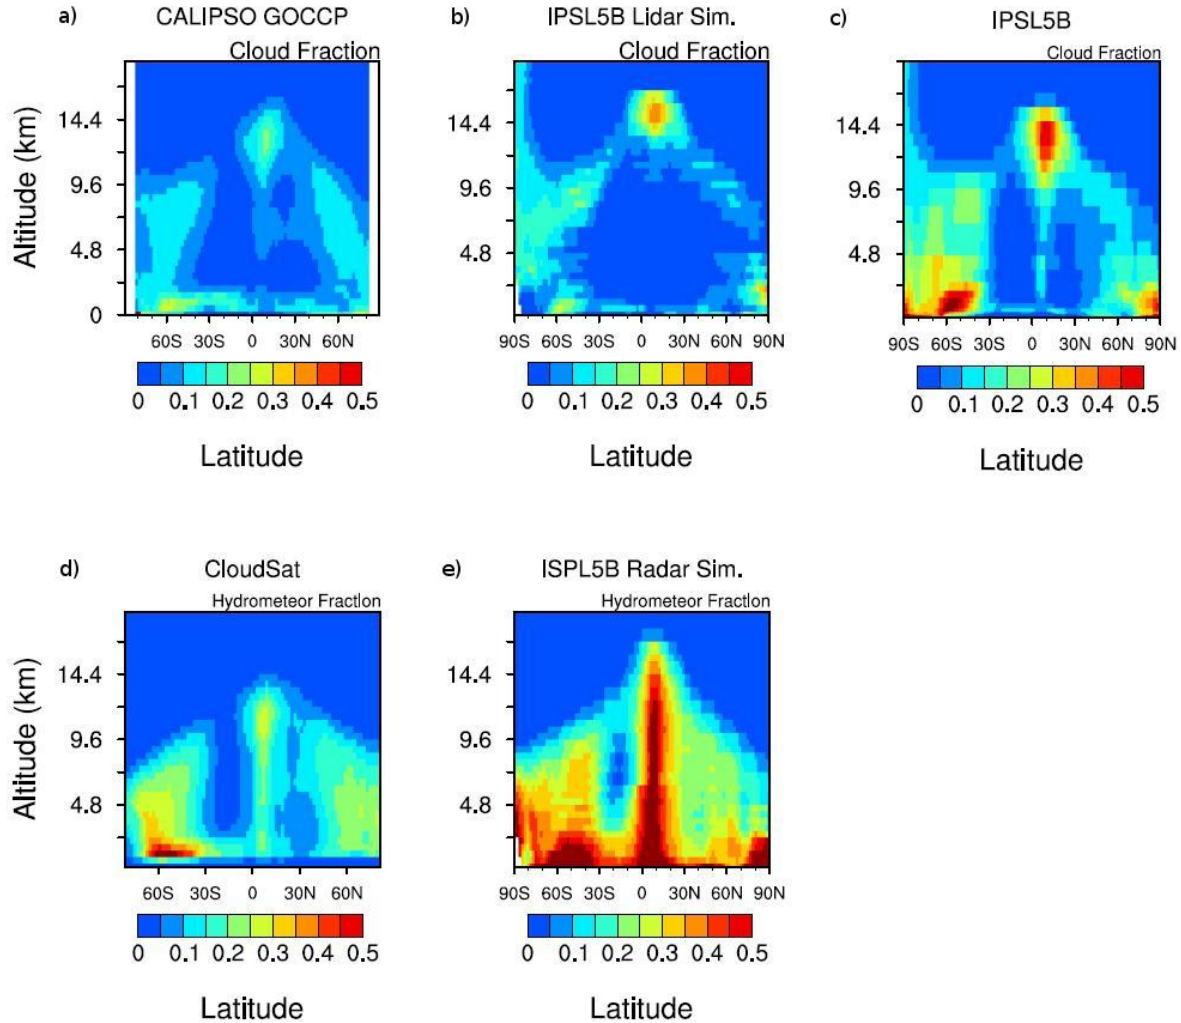 a) CALIPSO GOCCP
Cloud Fraction
Altitude (km)
14.4
9.6
4.8
0
60S 30S 0 30N 60N
0 0.1 0.2 0.3 0.4 0.5
Latitude
b) IPSL5B Lidar Sim.
Cloud Fraction
14.4
9.6
4.8
90S 60S 30S 0 30N 60N 90N
0 0.1 0.2 0.3 0.4 0.5
Latitude
c) IPSL5B
Cloud Fraction
14.4
9.6
4.8
90S 60S 30S 0 30N 60N 90N
0 0.1 0.2 0.3 0.4 0.5
Latitude
d) CloudSat
Hydrometeor Fraction
Altitude (km)
14.4
9.6
4.8
60S 30S 0 30N 60N
0 0.1 0.2 0.3 0.4 0.5
Latitude
e) ISPL5B Radar Sim.
Hydrometeor Fraction
14.4
9.6
4.8
90S 60S 30S 0 30N 60N 90N
0 0.1 0.2 0.3 0.4 0.5
Latitude